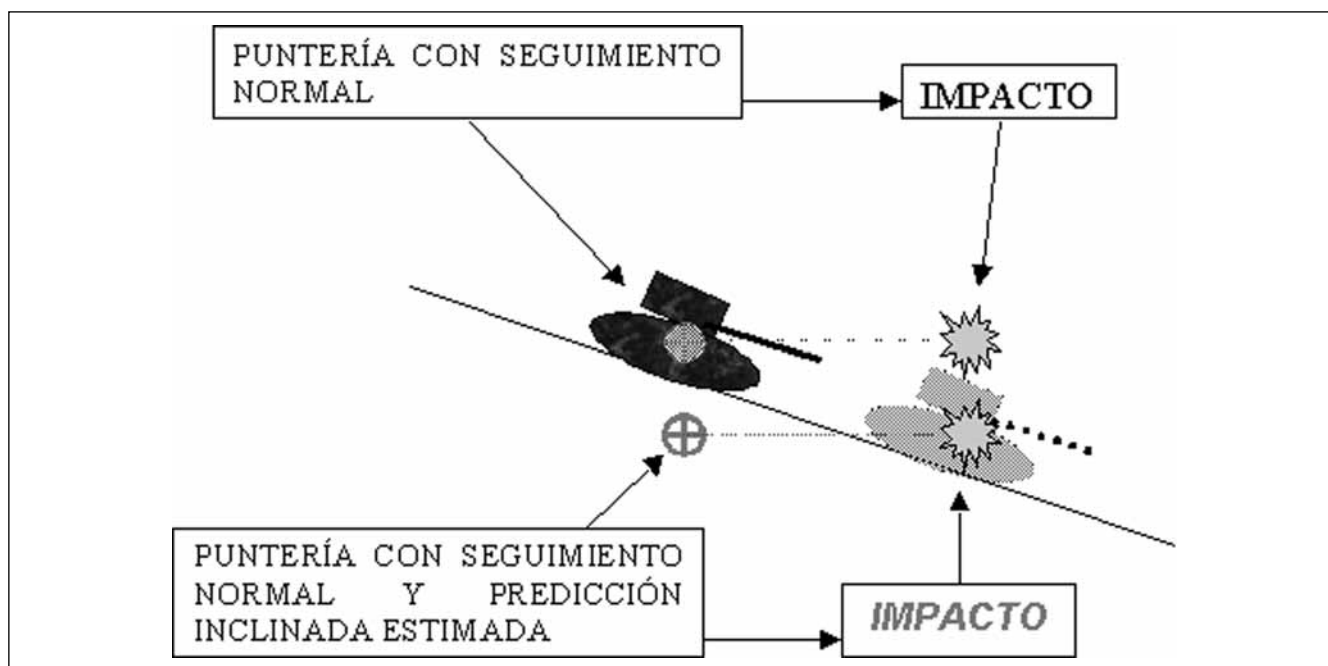 PUNTERÍA CON SEGUIMIENTO
NORMAL
IMPACTO
PUNTERÍA CON SEGUIMIENTO
NORMAL Y PREDICCIÓN
INCLINADA ESTIMADA
IMPACTO